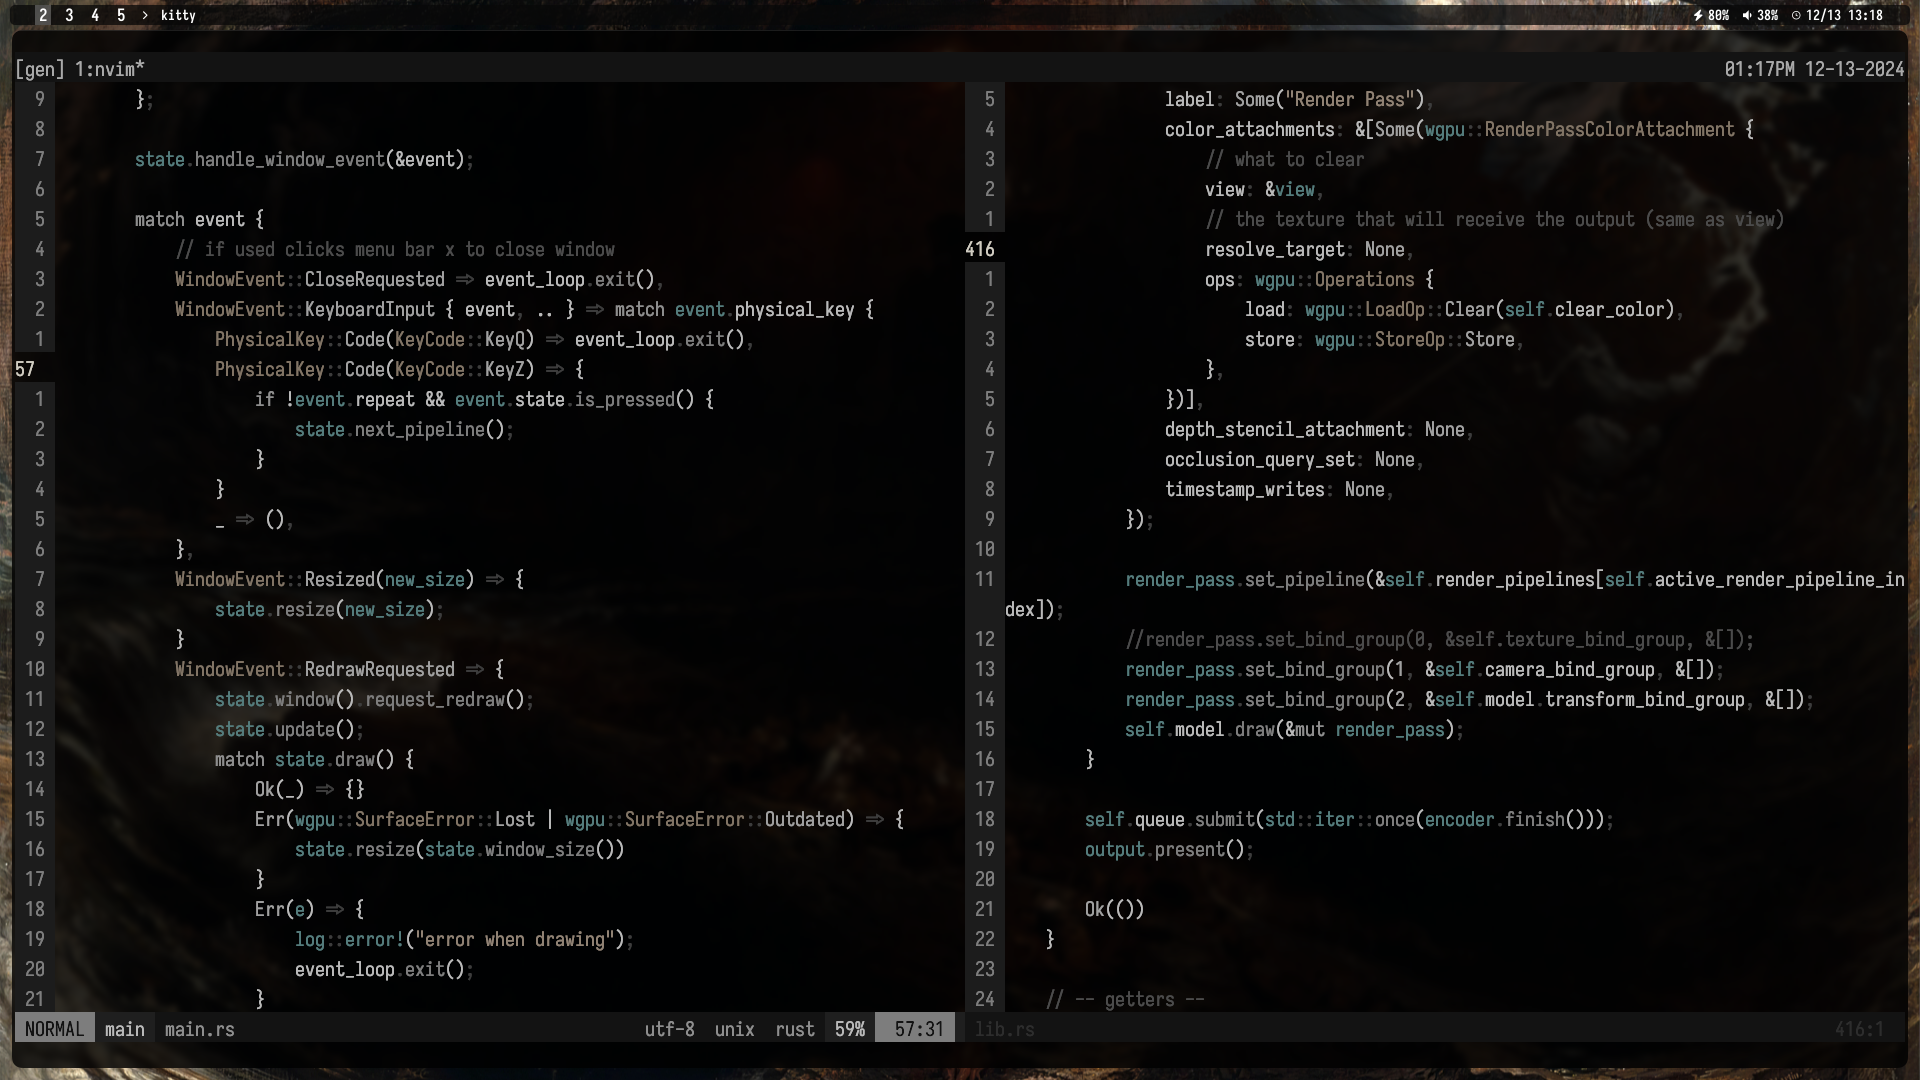 2 3 4 5 > kitty
80% 38% 12/13 13:18
[gen] 1:nvim*
01:17PM 12-13-2024
9 };
8
7 state.handle_window_event(&event);
6
5 match event {
4 // if used clicks menu bar x to close window
3 WindowEvent::CloseRequested => event_loop.exit(),
2 WindowEvent::KeyboardInput { event, .. } => match event.physical_key {
1 PhysicalKey::Code(KeyCode::KeyQ) => event_loop.exit(),
57 PhysicalKey::Code(KeyCode::KeyZ) => {
1 if !event.repeat && event.state.is_pressed() {
2 state.next_pipeline();
3 }
4 }
5 _ => (),
6 },
7 WindowEvent::Resized(new_size) => {
8 state.resize(new_size);
9 }
10 WindowEvent::RedrawRequested => {
11 state.window().request_redraw();
12 state.update();
13 match state.draw() {
14 Ok(_) => {}
15 Err(wgpu::SurfaceError::Lost | wgpu::SurfaceError::Outdated) => {
16 state.resize(state.window_size())
17 }
18 Err(e) => {
19 log::error!("error when drawing");
20 event_loop.exit();
21 }
NORMAL main main.rs utf-8 unix rust 59% 57:31
5 label: Some("Render Pass"),
4 color_attachments: &[Some(wgpu::RenderPassColorAttachment {
3 // what to clear
2 view: &view,
1 // the texture that will receive the output (same as view)
416 resolve_target: None,
1 ops: wgpu::Operations {
2 load: wgpu::LoadOp::Clear(self.clear_color),
3 store: wgpu::StoreOp::Store,
4 },
5 })],
6 depth_stencil_attachment: None,
7 occlusion_query_set: None,
8 timestamp_writes: None,
9 });
10
11 render_pass.set_pipeline(&self.render_pipelines[self.active_render_pipeline_in
dex]);
12 //render_pass.set_bind_group(0, &self.texture_bind_group, &[]);
13 render_pass.set_bind_group(1, &self.camera_bind_group, &[]);
14 render_pass.set_bind_group(2, &self.model.transform_bind_group, &[]);
15 self.model.draw(&mut render_pass);
16 }
17
18 self.queue.submit(std::iter::once(encoder.finish()));
19 output.present();
20
21 Ok(())
22 }
23
24 // -- getters --
lib.rs 416:1